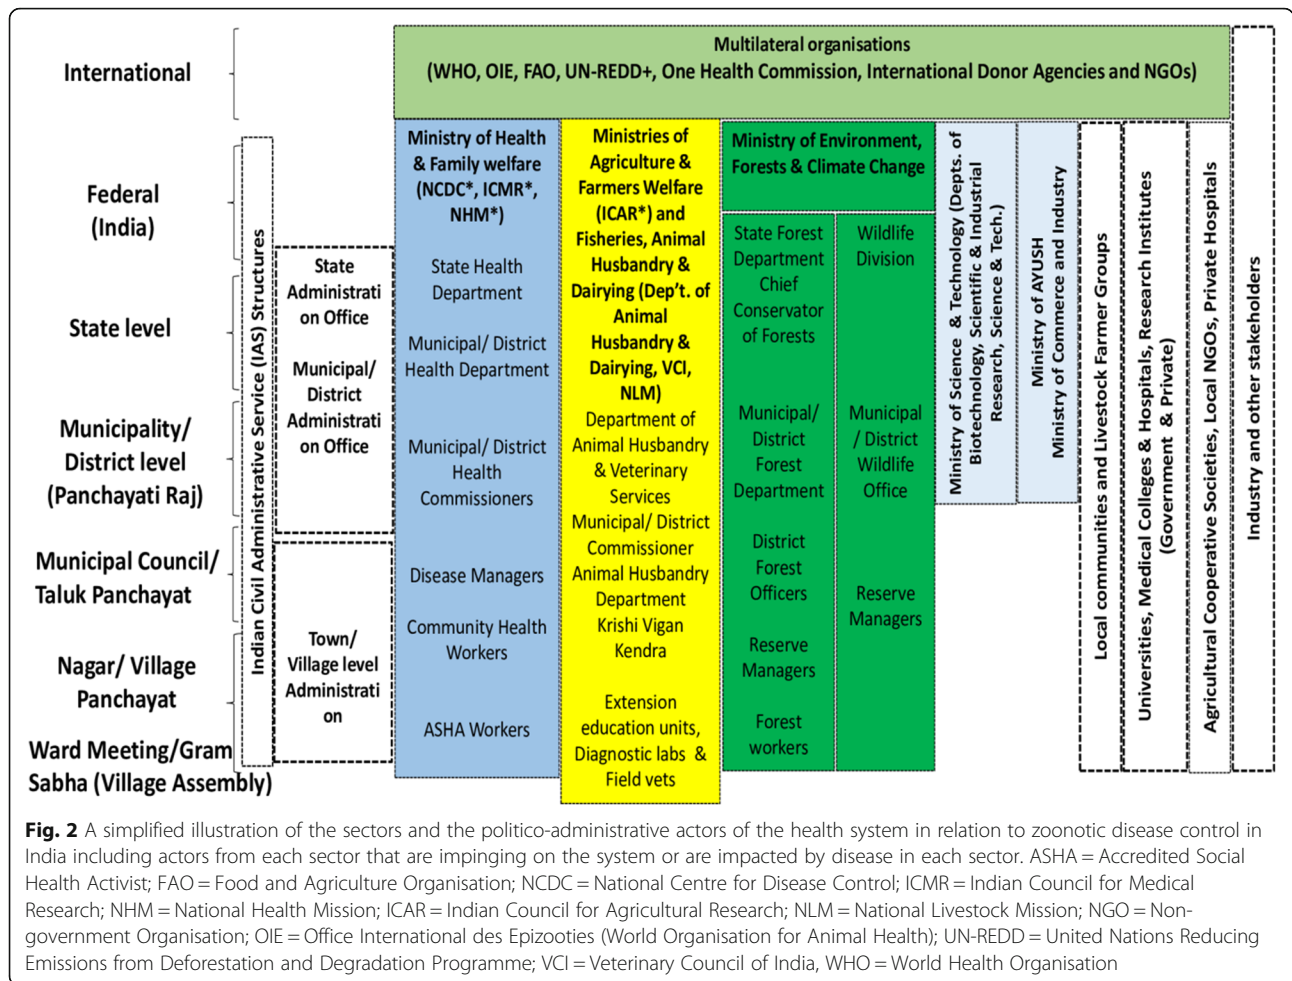 International
Federal
(India)
State level
Municipality/
District level
(Panchayati Raj)
Municipal Council/
Taluk Panchayat
Nagar/ Village
Panchayat
Ward Meeting/Gram
Sabha (Village Assembly)
Multilateral organisations
(WHO, OIE, FAO, UN-REDD+, One Health Commission, International Donor Agencies and NGOs)
Indian Civil Administrative Service (IAS) Structures
State
Administrati
on Office
Municipal/
District
Administrati
on Office
Town/
Village level
Administrati
on
Ministry of Health
& Family welfare
(NCDC*, ICMR*,
NHM*)
State Health
Department
Municipal/ District
Health Department
Municipal/ District
Health
Commissioners
Disease Managers
Community Health
Workers
ASHA Workers
Ministries of
Agriculture &
Farmers Welfare
(ICAR*) and
Fisheries, Animal
Husbandry &
Dairying (Dep't. of
Animal
Husbandry &
Dairying, VCI,
NLM)
Department of
Animal Husbandry
& Veterinary
Services
Municipal/ District
Commissioner
Animal Husbandry
Department
Krishi Vigan
Kendra
Extension
education units,
Diagnostic labs &
Field vets
Ministry of Environment,
Forests & Climate Change
State Forest
Department
Chief
Conservator
of Forests
Municipal/
District
Forest
Department
District
Forest
Officers
Reserve
Managers
Forest
workers
Wildlife
Division
Municipal
/ District
Wildlife
Office
Reserve
Managers
Ministry of Science & Technology (Depts. of
Biotechnology, Scientific & Industrial
Research, Science & Tech.)
Ministry of AYUSH
Ministry of Commerce and Industry
Local communities and Livestock Farmer Groups
Universities, Medical Colleges & Hospitals, Research Institutes
(Government & Private)
Agricultural Cooperative Societies, Local NGOs, Private Hospitals
Industry and other stakeholders
Fig. 2 A simplified illustration of the sectors and the politico-administrative actors of the health system in relation to zoonotic disease control in
India including actors from each sector that are impinging on the system or are impacted by disease in each sector. ASHA = Accredited Social
Health Activist; FAO = Food and Agriculture Organisation; NCDC = National Centre for Disease Control; ICMR = Indian Council for Medical
Research; NHM = National Health Mission; ICAR = Indian Council for Agricultural Research; NLM = National Livestock Mission; NGO = Non-
government Organisation; OIE = Office International des Epizooties (World Organisation for Animal Health); UN-REDD = United Nations Reducing
Emissions from Deforestation and Degradation Programme; VCI = Veterinary Council of India, WHO = World Health Organisation